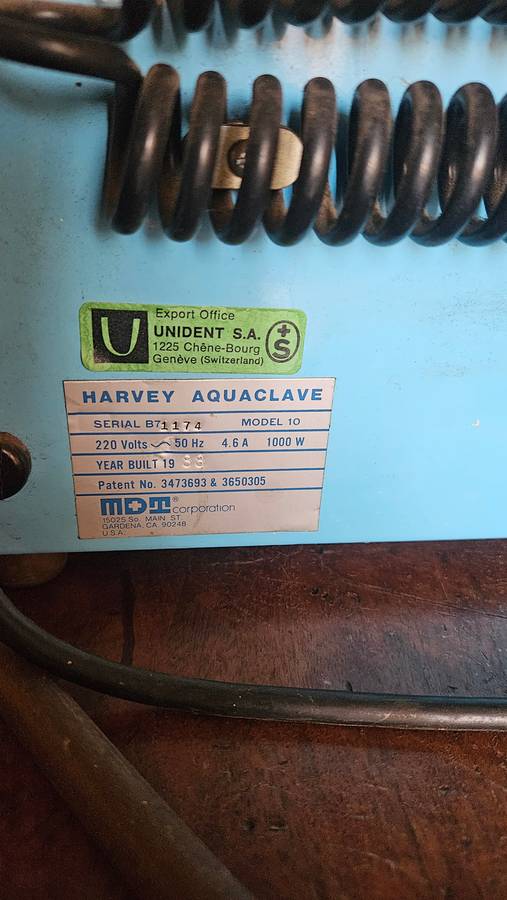 Export Office
UNIDENT S.A.
1225 Chêne-Bourg
Genève (Switzerland)
S
HARVEY AQUACLAVE
SERIAL B71174 MODEL 10
220 Volts ~ 50 Hz 4.6 A 1000 W
YEAR BUILT 19
Patent No. 3473693 & 3650305
MDT® corporation
15025 So. MAIN ST.
GARDENA, CA. 90248
U.S.A.